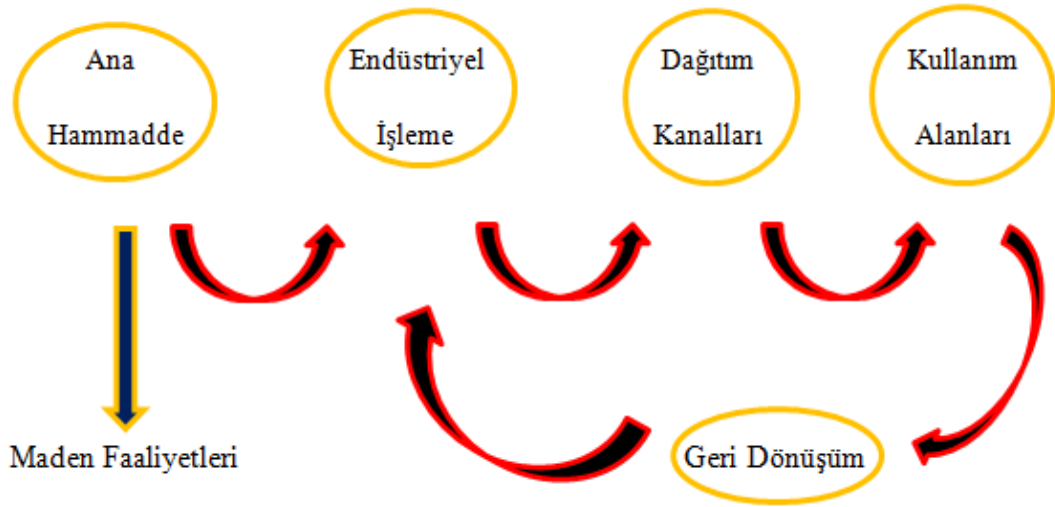 Ana
Hammadde
Endüstriyel
İşleme
Dağıtım
Kanalları
Kullanım
Alanları
Maden Faaliyetleri
Geri Dönüşüm